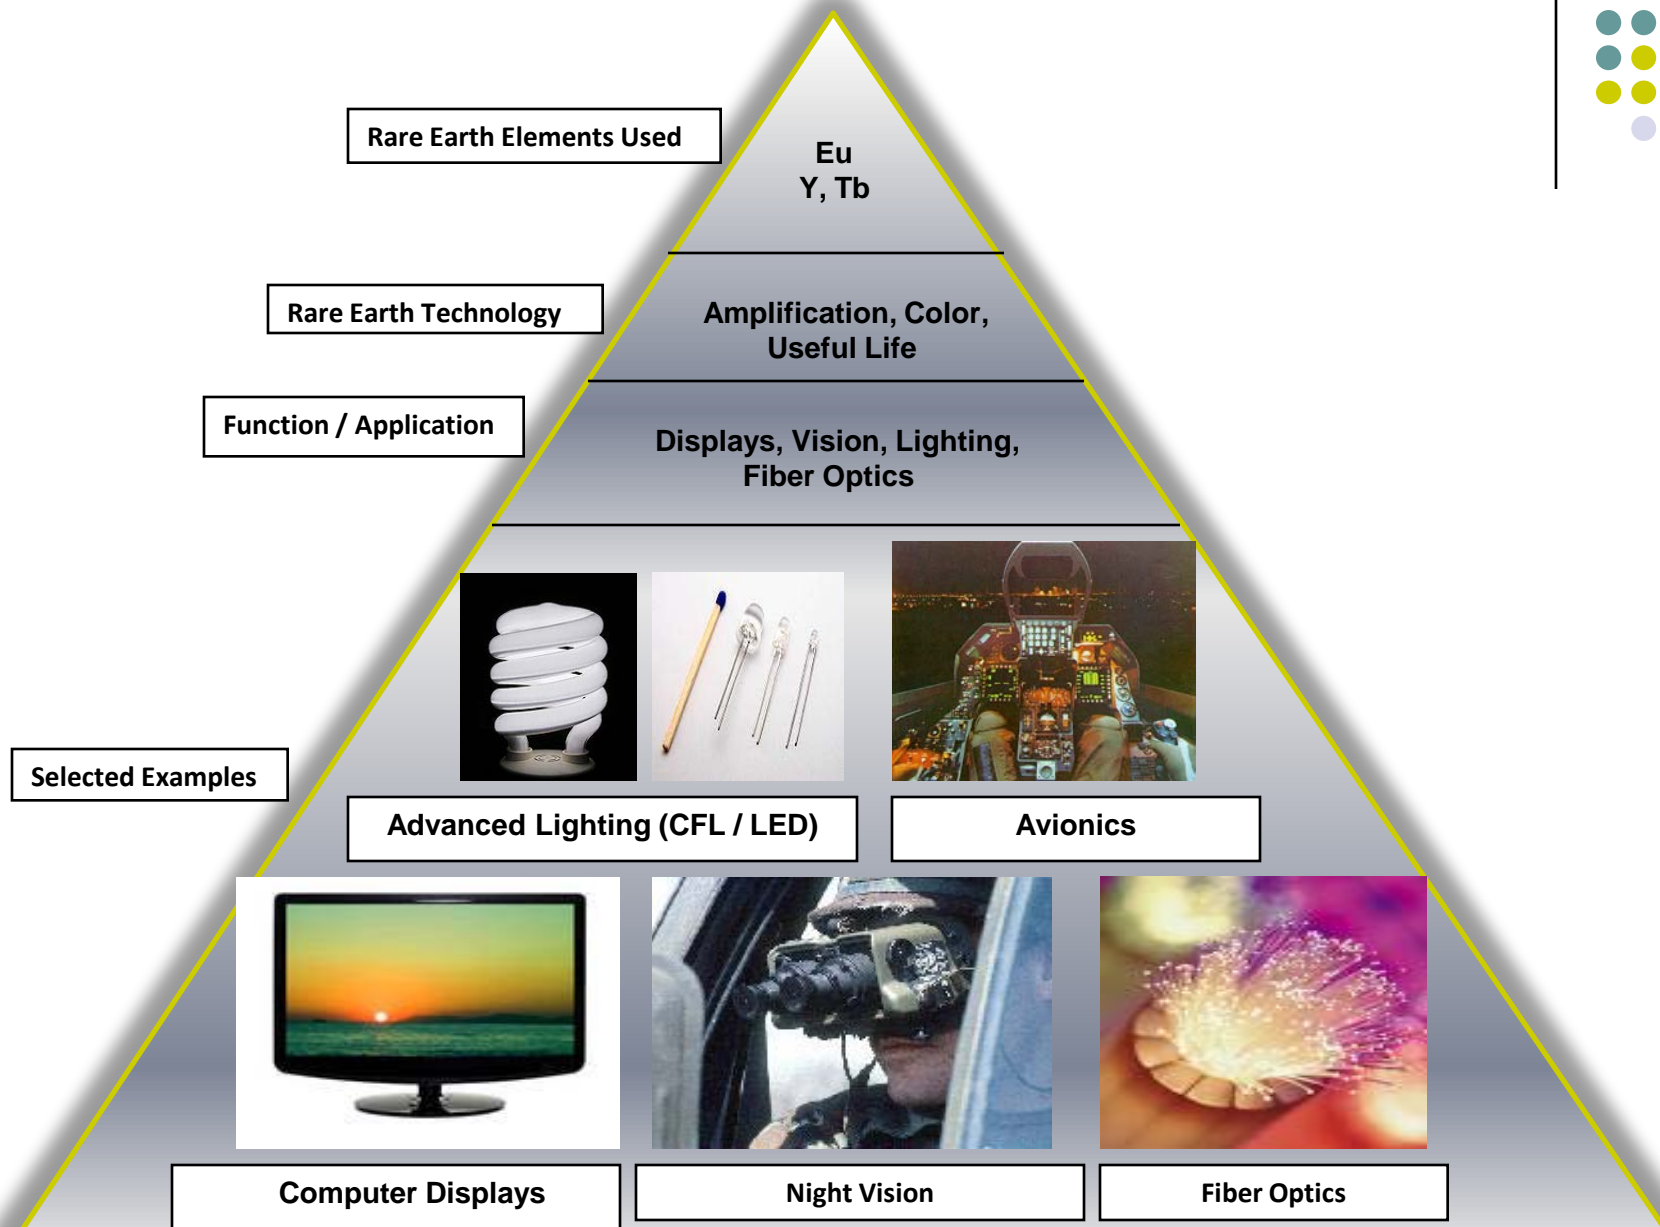 Rare Earth Elements Used
Eu
Y, Tb
Rare Earth Technology
Amplification, Color,
Useful Life
Function / Application
Displays, Vision, Lighting,
Fiber Optics
Selected Examples
Advanced Lighting (CFL / LED)
Avionics
Computer Displays
Night Vision
Fiber Optics